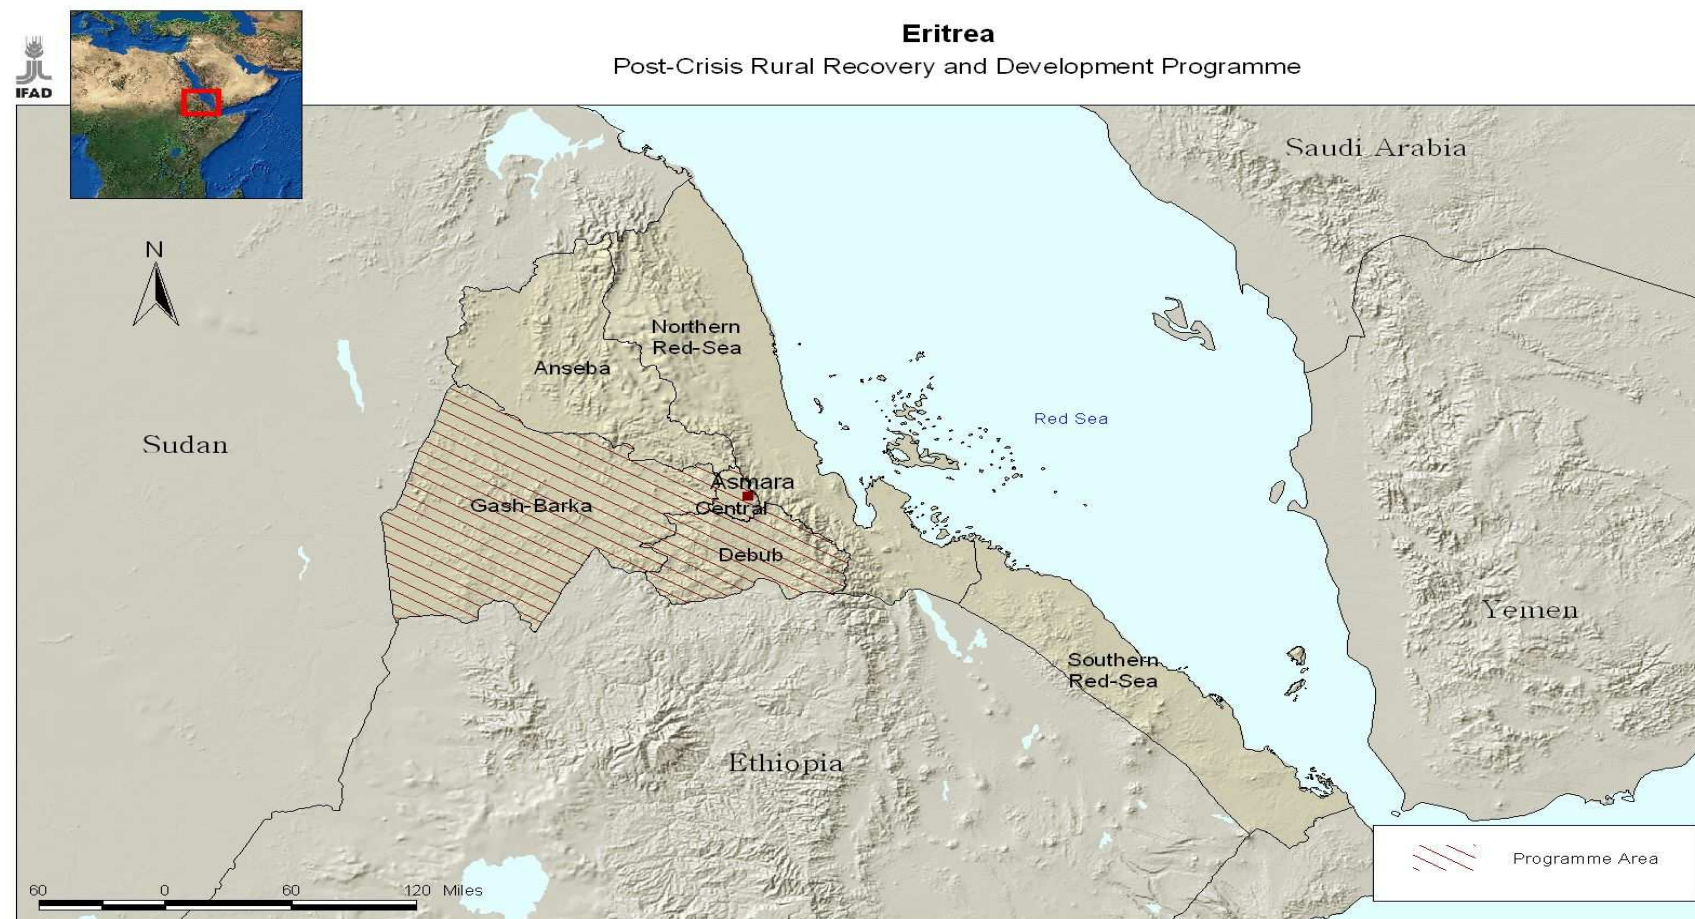 Eritrea
Post-Crisis Rural Recovery and Development Programme
IFAD
Saudi Arabia
N
Northern
Red-Sea
Anseba
Red Sea
Sudan
Asmara
Gash-Barka
Central
Debub
Yemen
Southern
Red-Sea
Ethiopia
Programme Area
60 0 60 120 Miles